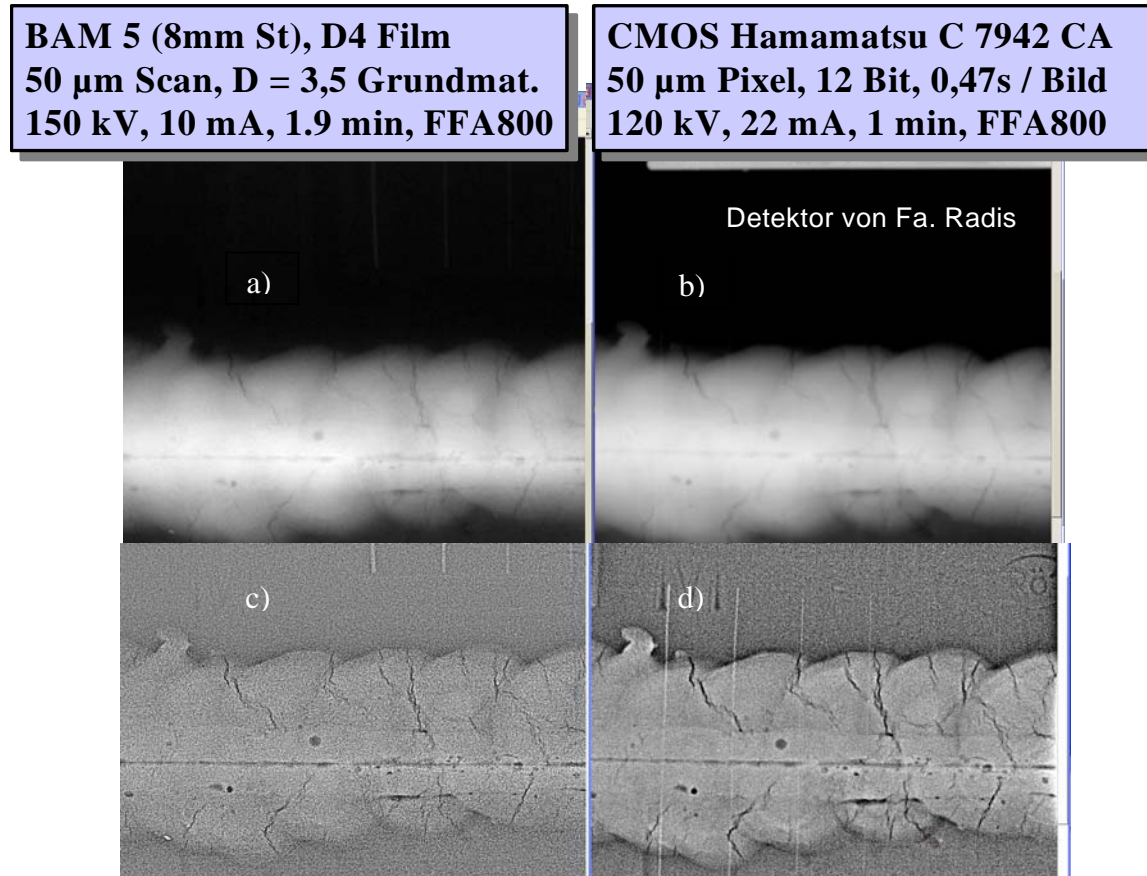 BAM 5 (8mm St), D4 Film
50 µm Scan, D = 3,5 Grundmat.
150 kV, 10 mA, 1.9 min, FFA800
CMOS Hamamatsu C 7942 CA
50 µm Pixel, 12 Bit, 0,47s / Bild
120 kV, 22 mA, 1 min, FFA800
Detektor von Fa. Radis
a)
b)
c)
d)